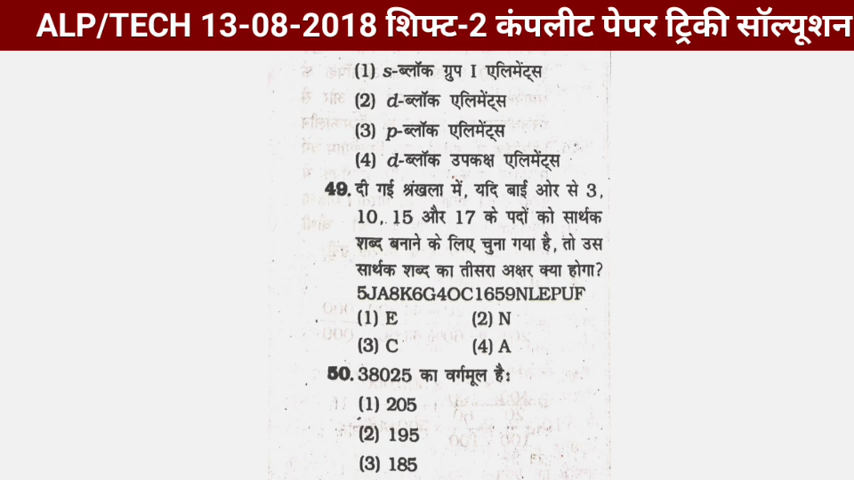 ALP/TECH 13-08-2018 शिफ्ट-2 कंपलीट पेपर ट्रिकी सॉल्यूशन
(1) s-ब्लॉक ग्रुप I एलिमेंट्स
(2) d-ब्लॉक एलिमेंट्स
(3) p-ब्लॉक एलिमेंट्स
(4) d-ब्लॉक उपकक्ष एलिमेंट्स
49. दी गई श्रंखला में, यदि बाईं ओर से 3,
10, 15 और 17 के पदों को सार्थक
शब्द बनाने के लिए चुना गया है, तो उस
सार्थक शब्द का तीसरा अक्षर क्या होगा?
5JA8K6G4OC1659NLEPUF
(1) E (2) N
(3) C (4) A
50. 38025 का वर्गमूल है:
(1) 205
(2) 195
(3) 185